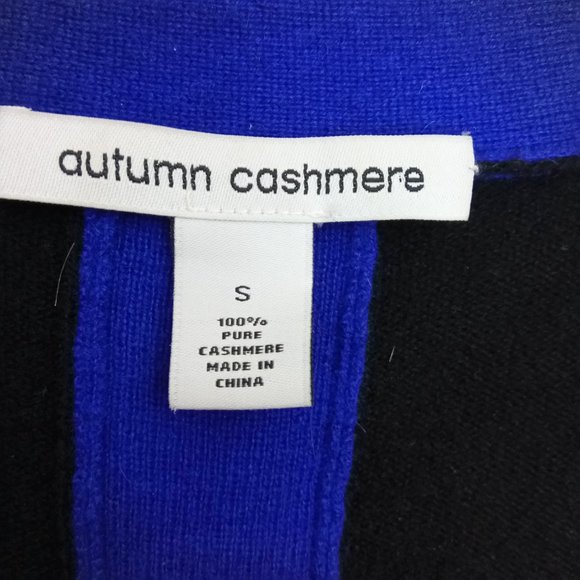 autumn cashmere
S
100%
PURE
CASHMERE
MADE IN
CHINA